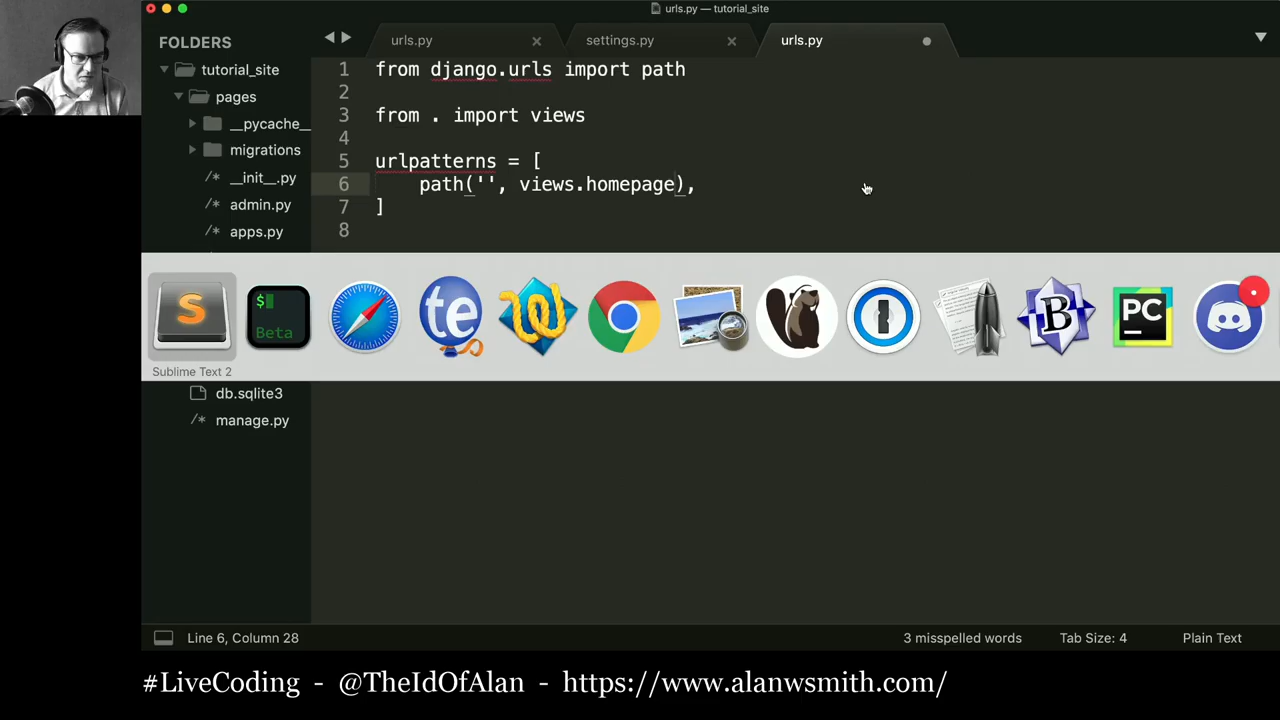 urls.py — tutorial_site
FOLDERS
tutorial_site
pages
__pycache__
migrations
__init__.py
admin.py
apps.py
db.sqlite3
manage.py
urls.py
settings.py
urls.py
1 from django.urls import path
2
3 from . import views
4
5 urlpatterns = [
6 path('', views.homepage),
7 ]
8
$
Beta
S
te
B
PC
Sublime Text 2
Line 6, Column 28
3 misspelled words
Tab Size: 4
Plain Text
#LiveCoding - @TheIdOfAlan - https://www.alanwsmith.com/